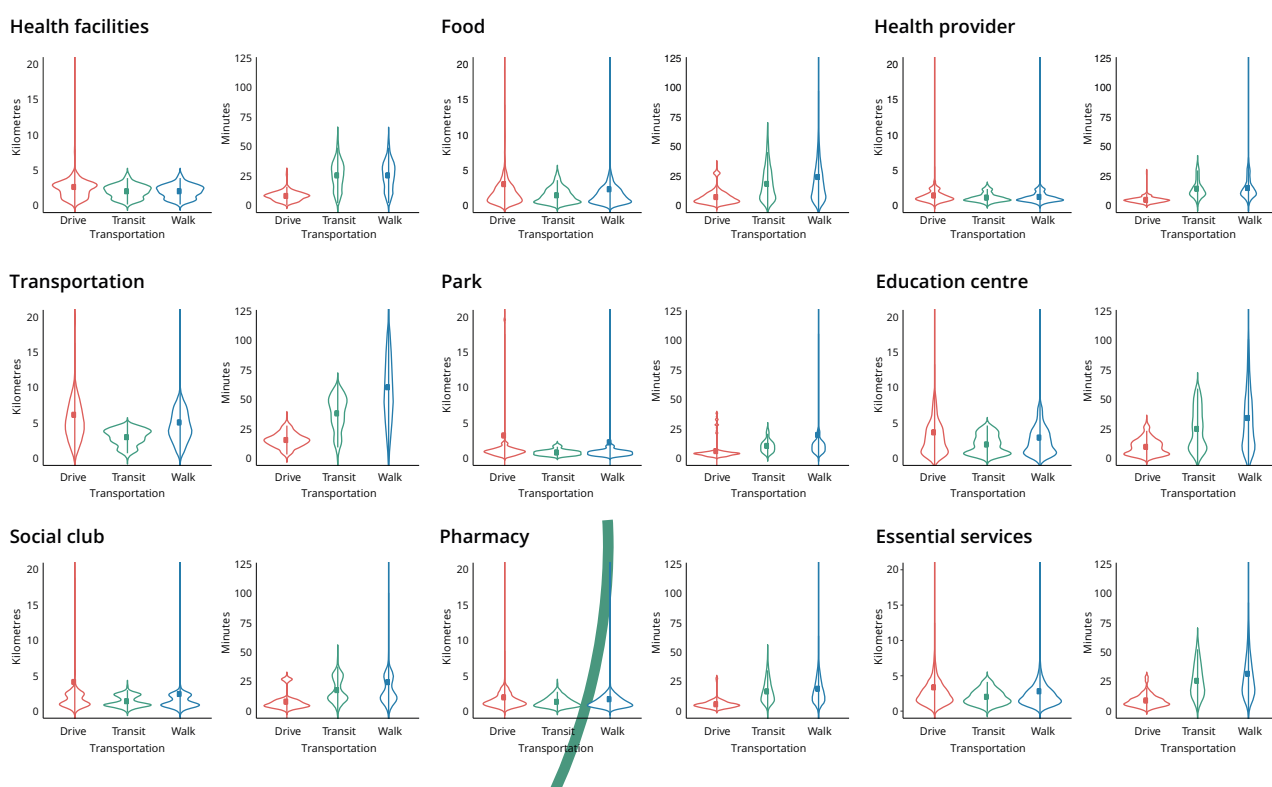 Health facilities
Food
Health provider
20
15
10
5
0
Kilometres
Drive Transit Walk
Transportation
125
100
75
50
25
0
Minutes
Drive Transit Walk
Transportation
20
15
10
5
0
Kilometres
Drive Transit Walk
Transportation
125
100
75
50
25
0
Minutes
Drive Transit Walk
Transportation
20
15
10
5
0
Kilometres
Drive Transit Walk
Transportation
125
100
75
50
25
0
Minutes
Drive Transit Walk
Transportation
Transportation
Park
Education centre
20
15
10
5
0
Kilometres
Drive Transit Walk
Transportation
125
100
75
50
25
0
Minutes
Drive Transit Walk
Transportation
20
15
10
5
0
Kilometres
Drive Transit Walk
Transportation
125
100
75
50
25
0
Minutes
Drive Transit Walk
Transportation
20
15
10
5
0
Kilometres
Drive Transit Walk
Transportation
125
100
75
50
25
0
Minutes
Drive Transit Walk
Transportation
Social club
Pharmacy
Essential services
20
15
10
5
0
Kilometres
Drive Transit Walk
Transportation
125
100
75
50
25
0
Minutes
Drive Transit Walk
Transportation
20
15
10
5
0
Kilometres
Drive Transit Walk
Transportation
125
100
75
50
25
0
Minutes
Drive Transit Walk
Transportation
20
15
10
5
0
Kilometres
Drive Transit Walk
Transportation
125
100
75
50
25
0
Minutes
Drive Transit Walk
Transportation